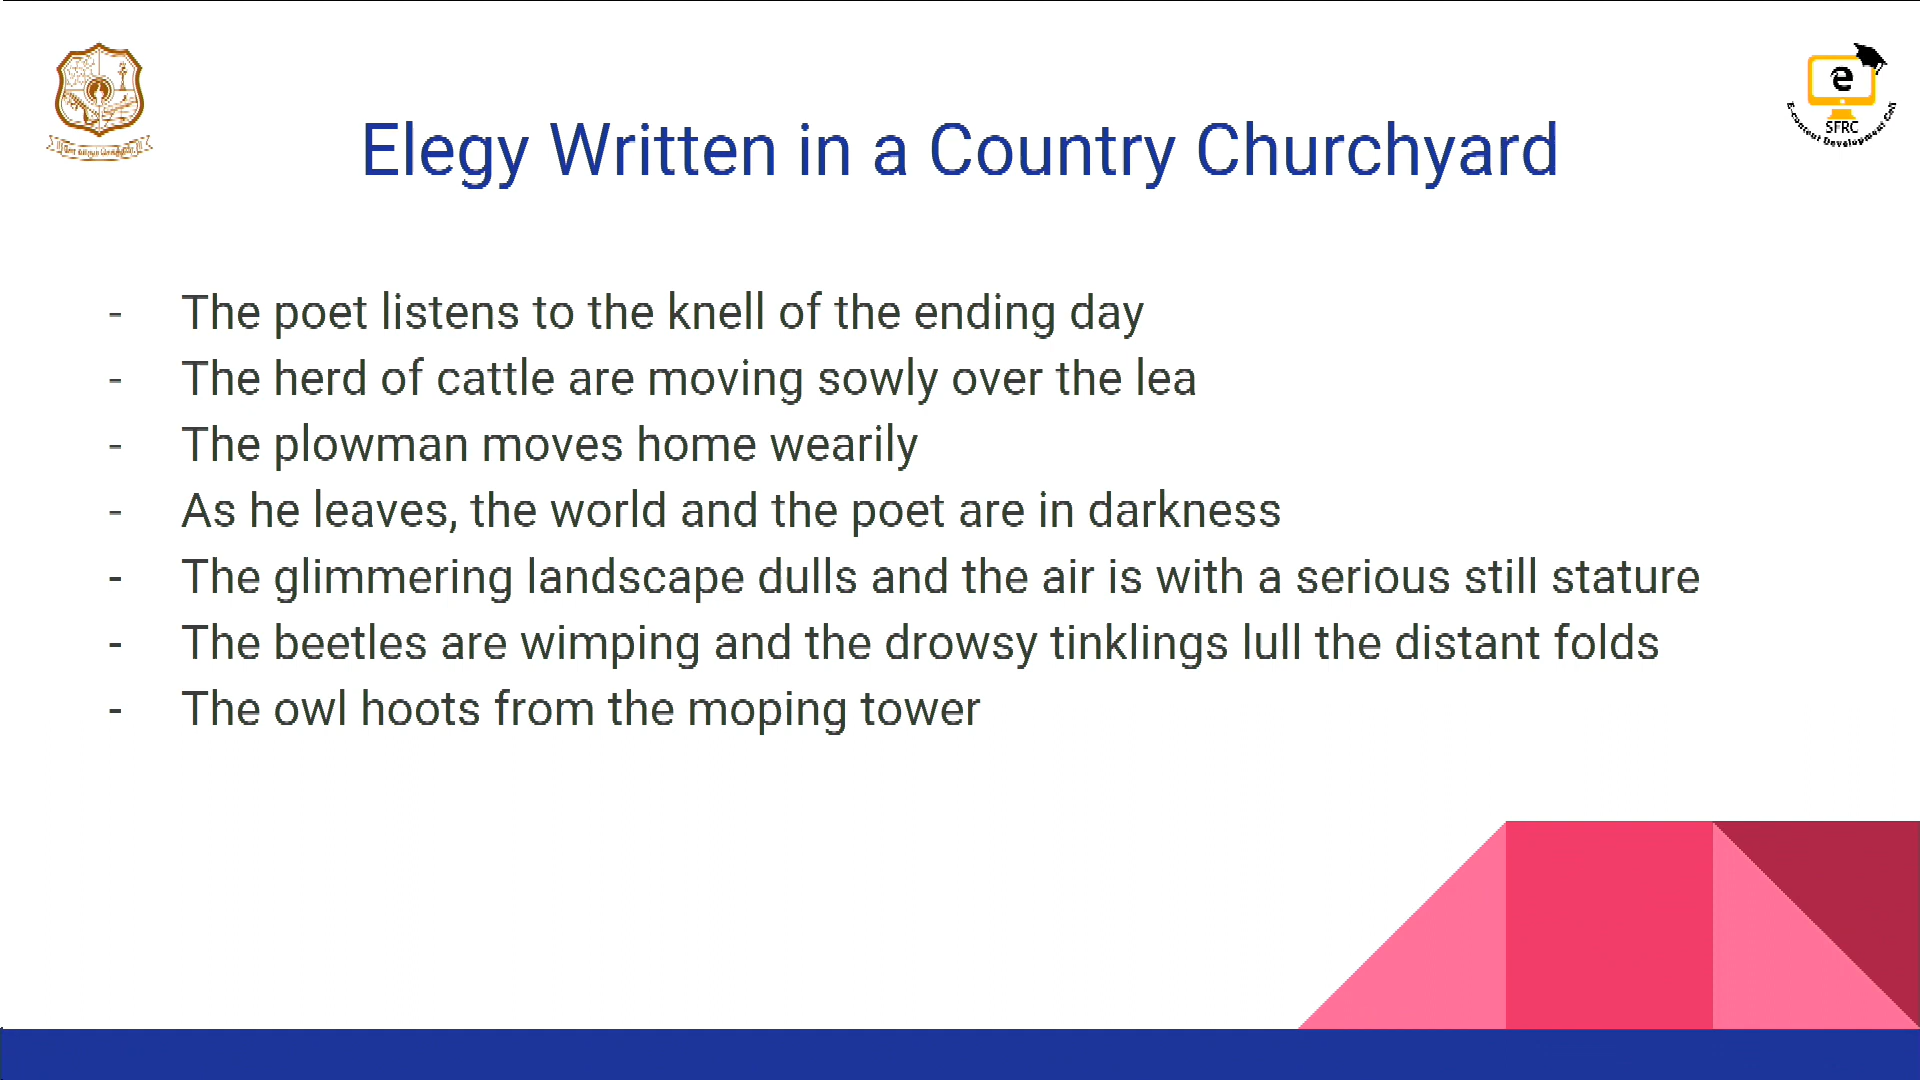 Elegy Written in a Country Churchyard
e
SFRC
E-Content Development Cell
- The poet listens to the knell of the ending day
- The herd of cattle are moving sowly over the lea
- The plowman moves home wearily
- As he leaves, the world and the poet are in darkness
- The glimmering landscape dulls and the air is with a serious still stature
- The beetles are wimping and the drowsy tinklings lull the distant folds
- The owl hoots from the moping tower